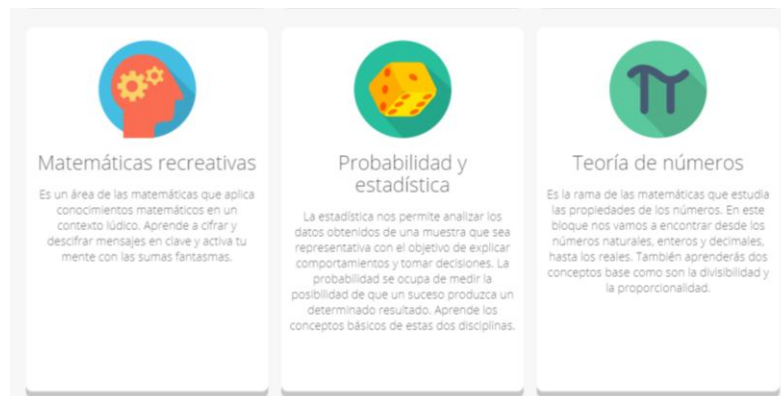 Matemáticas recreativas
Es un área de las matemáticas que aplica
conocimientos matemáticos en un
contexto lúdico. Aprende a cifrar y
descifrar mensajes en clave y activa tu
mente con las sumas fantasmas.
Probabilidad y
estadística
La estadística nos permite analizar los
datos obtenidos de una muestra que sea
representativa con el objetivo de explicar
comportamientos y tomar decisiones. La
probabilidad se ocupa de medir la
posibilidad de que un suceso produzca un
determinado resultado. Aprende los
conceptos básicos de estas dos disciplinas.
Teoría de números
Es la rama de las matemáticas que estudia
las propiedades de los números. En este
bloque nos vamos a encontrar desde los
números naturales, enteros y decimales,
hasta los reales. También aprenderás dos
conceptos base como son la divisibilidad y
la proporcionalidad.